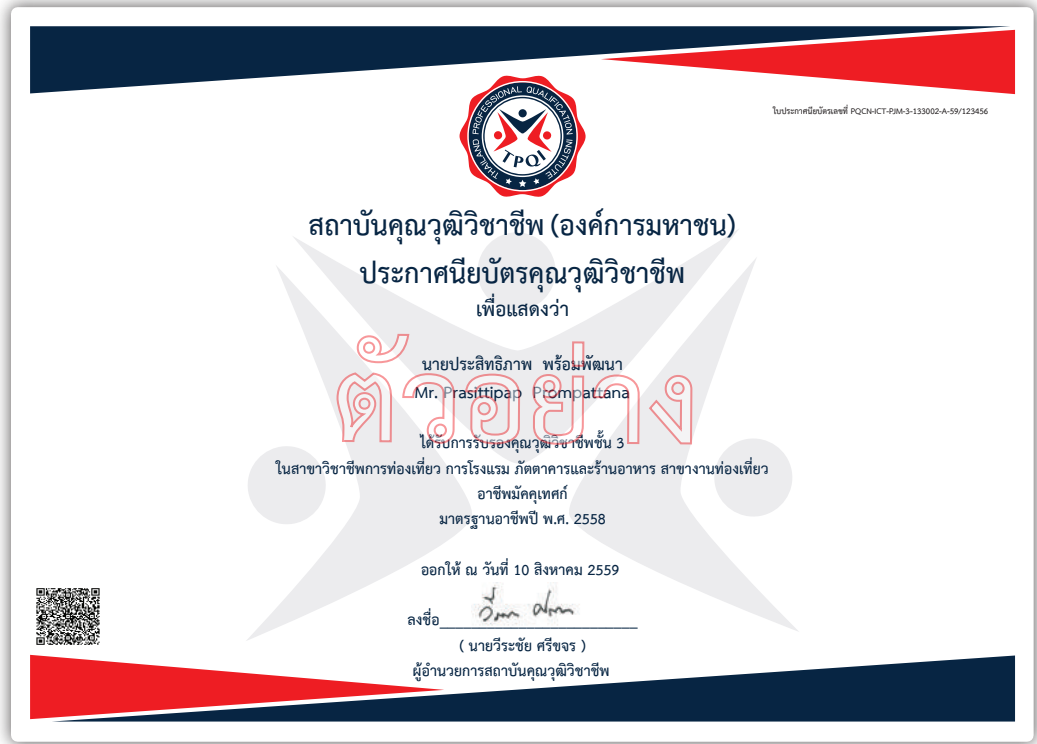 ใบประกาศนียบัตรเลขที่ PQCN-ICT-PJM-3-133002-A-59/123456
THAILAND PROFESSIONAL QUALIFICATION INSTITUTE
TPQI
สถาบันคุณวุฒิวิชาชีพ (องค์การมหาชน)
ประกาศนียบัตรคุณวุฒิวิชาชีพ
เพื่อแสดงว่า
นายประสิทธิภาพ พร้อมพัฒนา
Mr. Prasittipap Prompattana
ตัวอย่าง
ได้รับการรับรองคุณวุฒิวิชาชีพชั้น 3
ในสาขาวิชาชีพการท่องเที่ยว การโรงแรม ภัตตาคารและร้านอาหาร สาขางานท่องเที่ยว
อาชีพมัคคุเทศก์
มาตรฐานอาชีพปี พ.ศ. 2558
ออกให้ ณ วันที่ 10 สิงหาคม 2559
ลงชื่อ
( นายวีระชัย ศรีขจร )
ผู้อำนวยการสถาบันคุณวุฒิวิชาชีพ